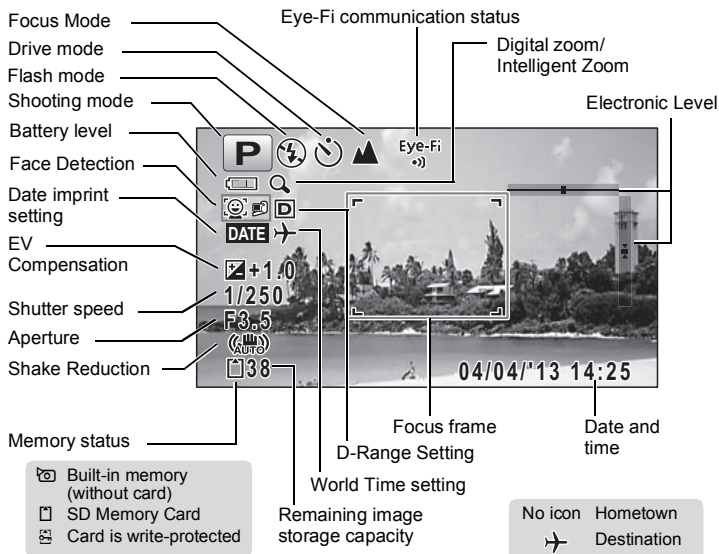 Focus Mode
Drive mode
Flash mode
Shooting mode
Battery level
Face Detection
Date imprint
setting
EV
Compensation
Shutter speed
Aperture
Shake Reduction
Memory status
Eye-Fi communication status
Digital zoom/
Intelligent Zoom
Electronic Level
P
Eye-Fi
D
DATE
+1.0
1/250
F3.5
AUTO
38
04/04/'13 14:25
Focus frame
Date and
time
D-Range Setting
World Time setting
Remaining image
storage capacity
Built-in memory
(without card)
SD Memory Card
Card is write-protected
No icon Hometown
Destination